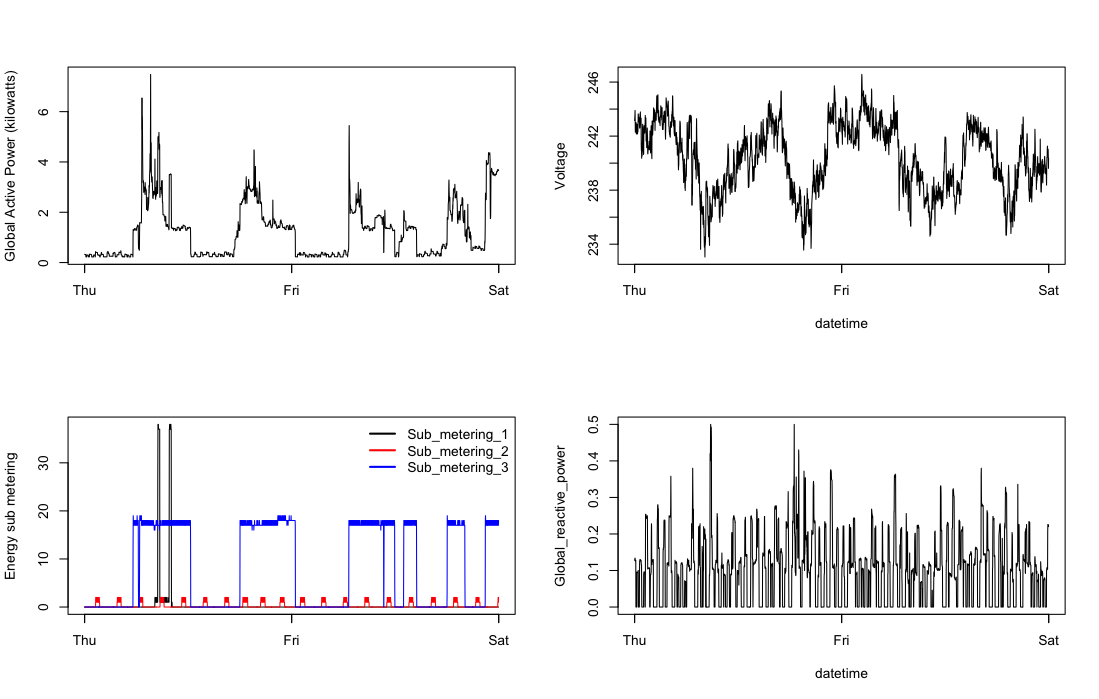 Global Active Power (kilowatts)
6
4
2
0
Thu
Fri
Sat
Voltage
246
242
238
234
Thu
Fri
Sat
datetime
Energy sub metering
30
20
10
0
Sub_metering_1
Sub_metering_2
Sub_metering_3
Thu
Fri
Sat
Global_reactive_power
0.5
0.4
0.3
0.2
0.1
0.0
Thu
Fri
Sat
datetime